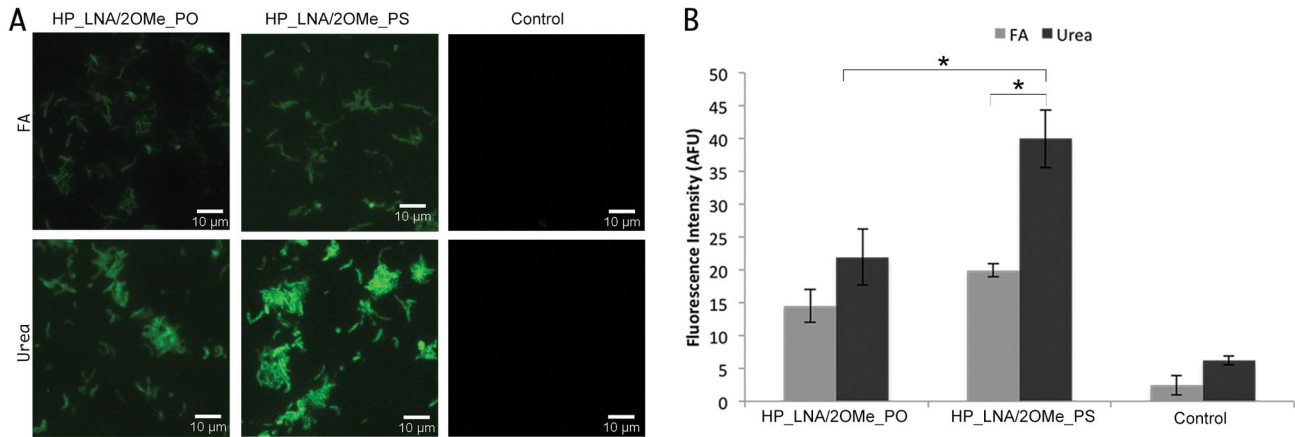 A
HP_LNA/2OMe_PO HP_LNA/2OMe_PS Control
FA
10 µm 10 µm 10 µm
Urea
10 µm 10 µm 10 µm
B
FA Urea
* 
*
Fluorescence Intensity (AFU)
50
45
40
35
30
25
20
15
10
5
0
HP_LNA/2OMe_PO HP_LNA/2OMe_PS Control